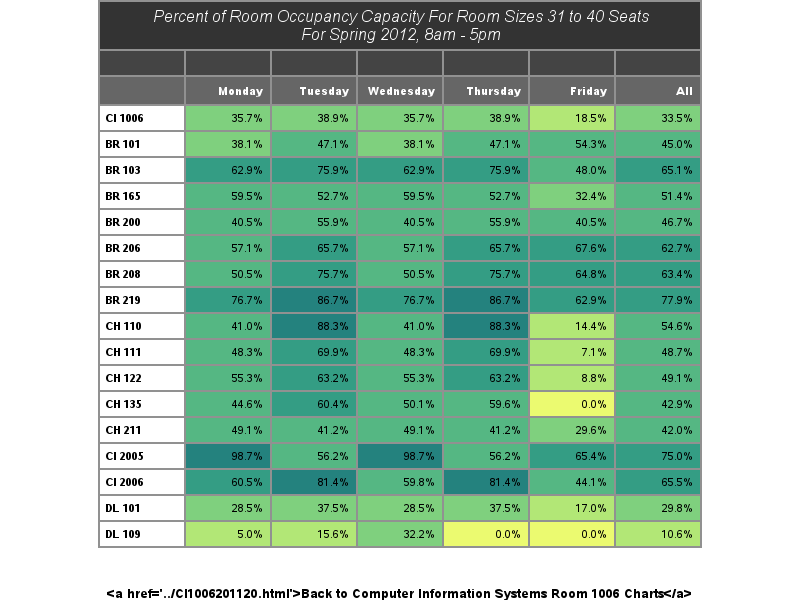 Percent of Room Occupancy Capacity For Room Sizes 31 to 40 Seats
For Spring 2012, 8am - 5pm
Monday Tuesday Wednesday Thursday Friday All
CI 1006 35.7% 38.9% 35.7% 38.9% 18.5% 33.5%
BR 101 38.1% 47.1% 38.1% 47.1% 54.3% 45.0%
BR 103 62.9% 75.9% 62.9% 75.9% 48.0% 65.1%
BR 165 59.5% 52.7% 59.5% 52.7% 32.4% 51.4%
BR 200 40.5% 55.9% 40.5% 55.9% 40.5% 46.7%
BR 206 57.1% 65.7% 57.1% 65.7% 67.6% 62.7%
BR 208 50.5% 75.7% 50.5% 75.7% 64.8% 63.4%
BR 219 76.7% 86.7% 76.7% 86.7% 62.9% 77.9%
CH 110 41.0% 88.3% 41.0% 88.3% 14.4% 54.6%
CH 111 48.3% 69.9% 48.3% 69.9% 7.1% 48.7%
CH 122 55.3% 63.2% 55.3% 63.2% 8.8% 49.1%
CH 135 44.6% 60.4% 50.1% 59.6% 0.0% 42.9%
CH 211 49.1% 41.2% 49.1% 41.2% 29.6% 42.0%
CI 2005 98.7% 56.2% 98.7% 56.2% 65.4% 75.0%
CI 2006 60.5% 81.4% 59.8% 81.4% 44.1% 65.5%
DL 101 28.5% 37.5% 28.5% 37.5% 17.0% 29.8%
DL 109 5.0% 15.6% 32.2% 0.0% 0.0% 10.6%
<a href='../CI1006201120.html'>Back to Computer Information Systems Room 1006 Charts</a>